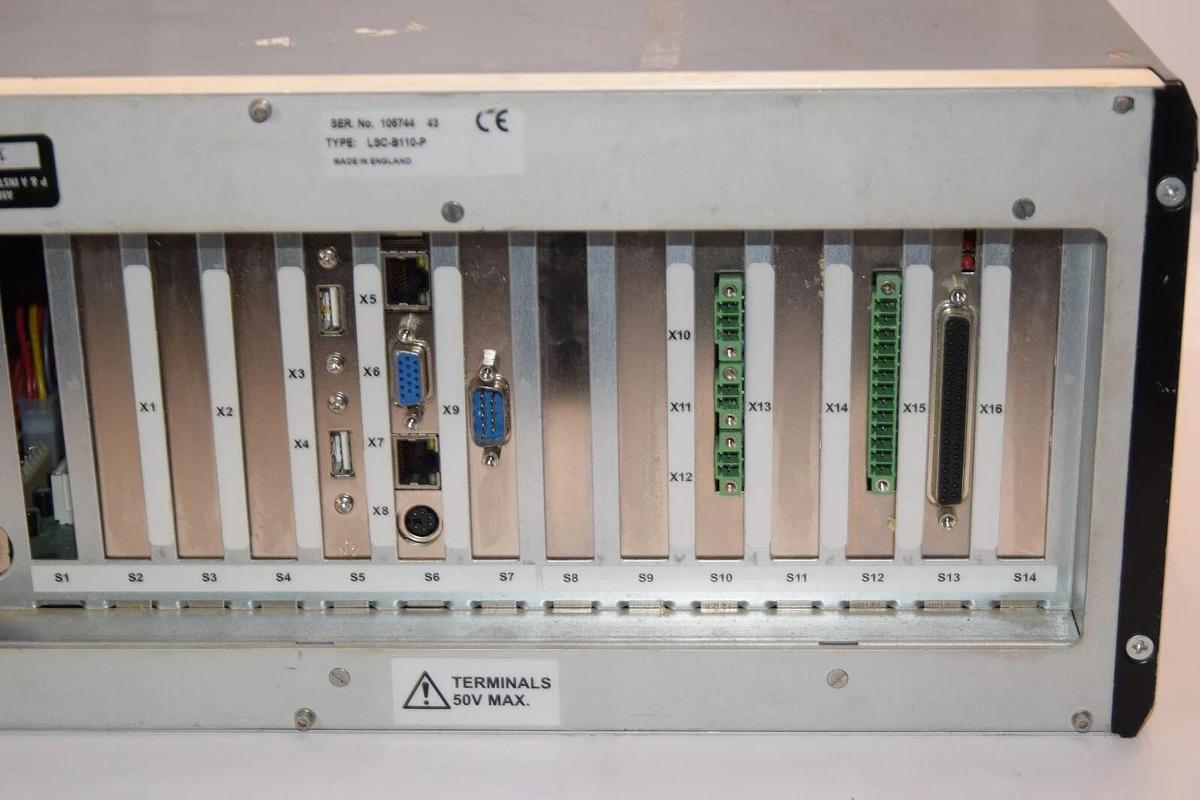 SER. No. 106744 43
TYPE: LSC-B110-P
MADE IN ENGLAND
CE
P & A INST
X1
X2
X3
X4
X5
X6
X7
X8
X9
X10
X11
X12
X13
X14
X15
X16
S1 S2 S3 S4 S5 S6 S7 S8 S9 S10 S11 S12 S13 S14
TERMINALS
50V MAX.